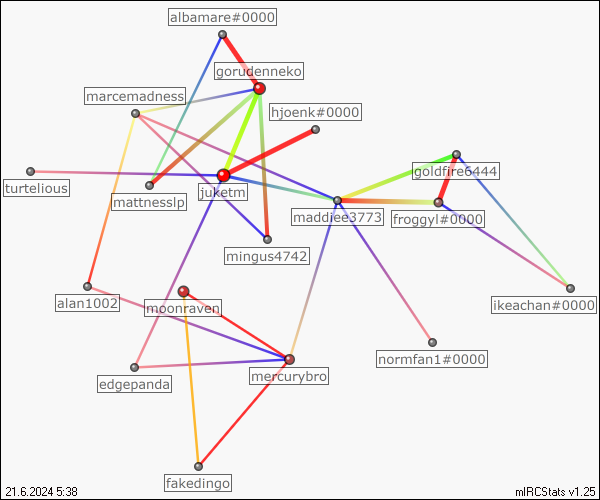 albamare#0000
gorudenneko
marcemadness
hjoenk#0000
goldfire6444
turtelious
juketm
mattnesslp
maddiee3773
froggyl#0000
mingus4742
alan1002
moonraven
ikeachan#0000
normfan1#0000
mercurybro
edgepanda
fakedingo
21.6.2024 5:38
mIRCStats v1.25